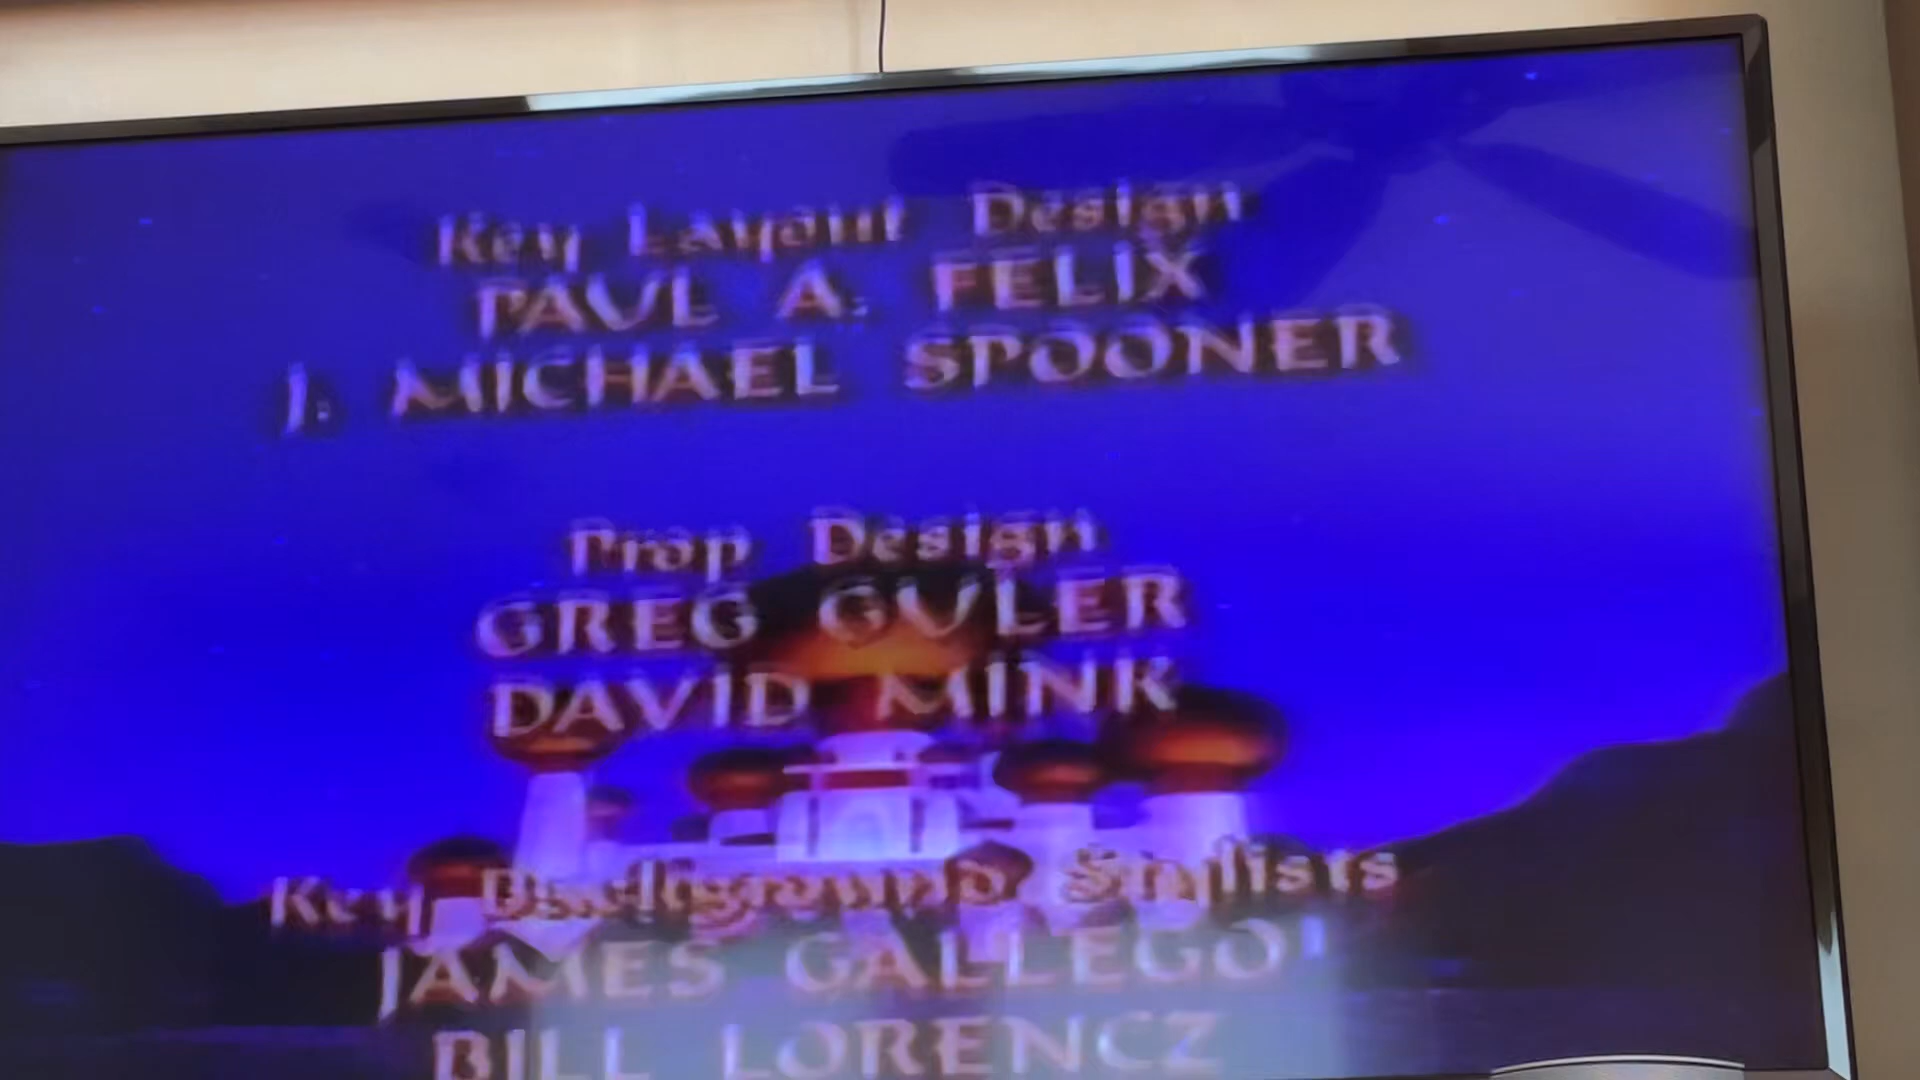 Key Layout Design
PAUL A. FELIX
J. MICHAEL SPOONER
Prop Design
GREG GULER
DAVID MINK
Key Background Stylists
JAMES GALLEGO
BILL LORENCZ